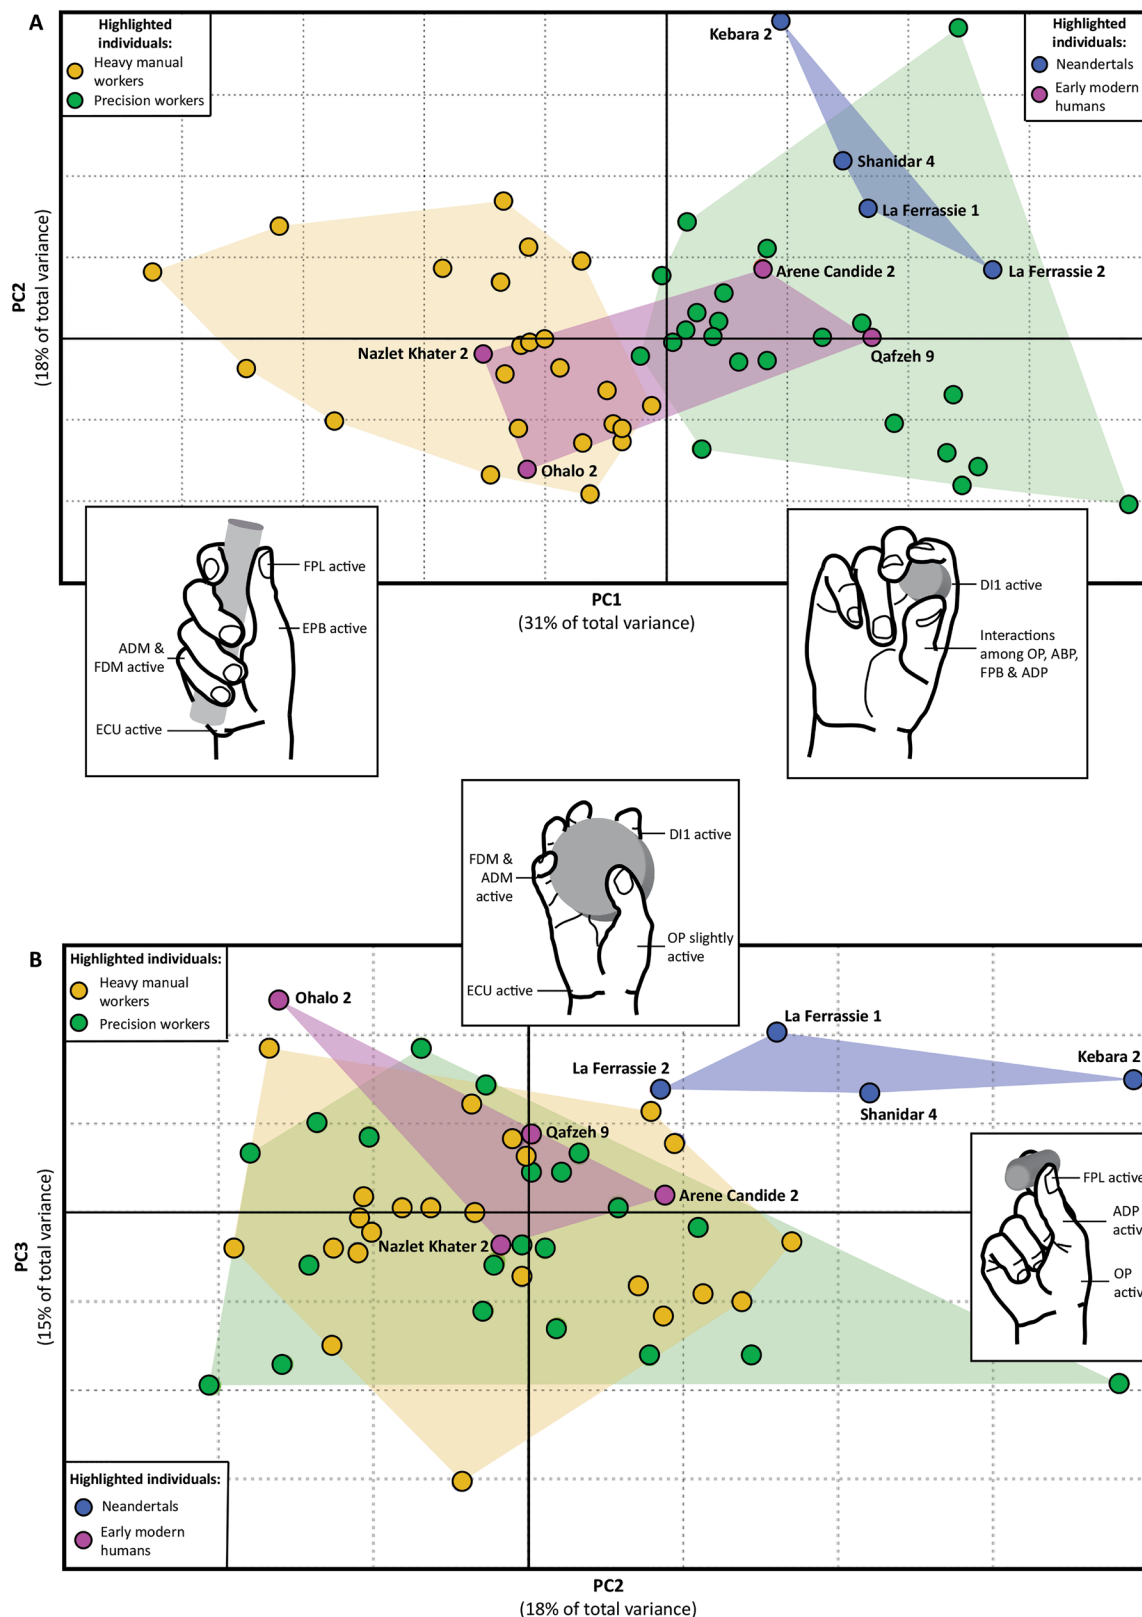 A
Highlighted
individuals:
Heavy manual
workers
Precision workers
Kebara 2
Highlighted
individuals:
Neandertals
Early modern
humans
Shanidar 4
La Ferrassie 1
La Ferrassie 2
Arene Candide 2
Nazlet Khater 2
Qafzeh 9
Ohalo 2
PC2
(18% of total variance)
FPL active
EPB active
ADM &
FDM active
ECU active
PC1
(31% of total variance)
DI1 active
Interactions
among OP, ABP,
FPB & ADP
DI1 active
FDM &
ADM
active
OP slightly
active
ECU active
B
Highlighted individuals:
Heavy manual
workers
Precision workers
Ohalo 2
La Ferrassie 1
La Ferrassie 2
Kebara 2
Shanidar 4
Qafzeh 9
Arene Candide 2
Nazlet Khater 2
FPL active
ADP
activ
OP
activ
PC3
(15% of total variance)
Highlighted individuals:
Neandertals
Early modern
humans
PC2
(18% of total variance)